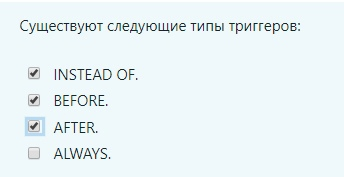 Существуют следующие типы триггеров:
INSTEAD OF.
BEFORE.
AFTER.
ALWAYS.